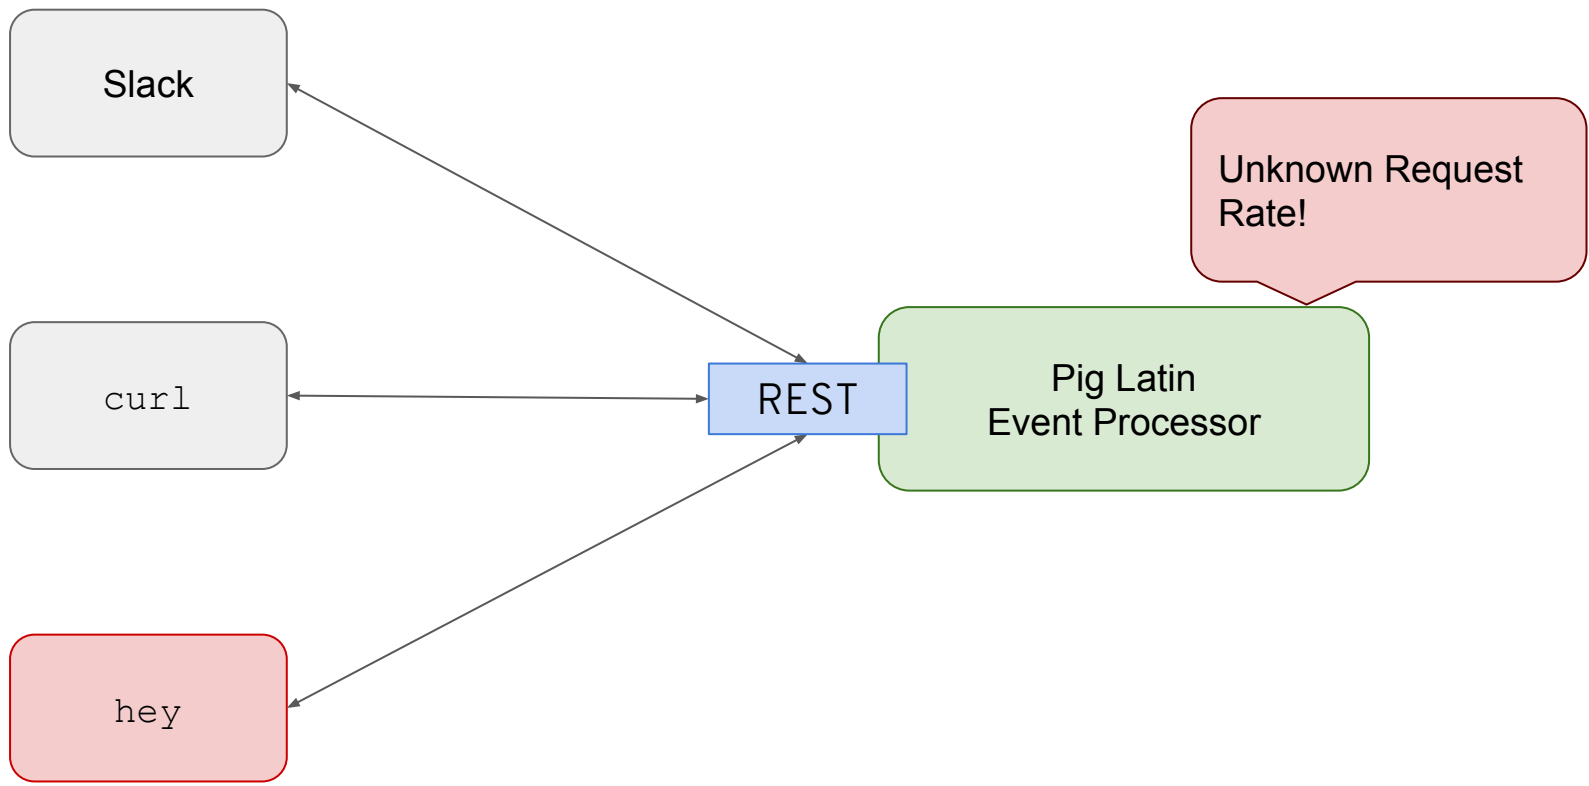 Slack
Unknown Request
Rate!
curl
REST
Pig Latin
Event Processor
hey